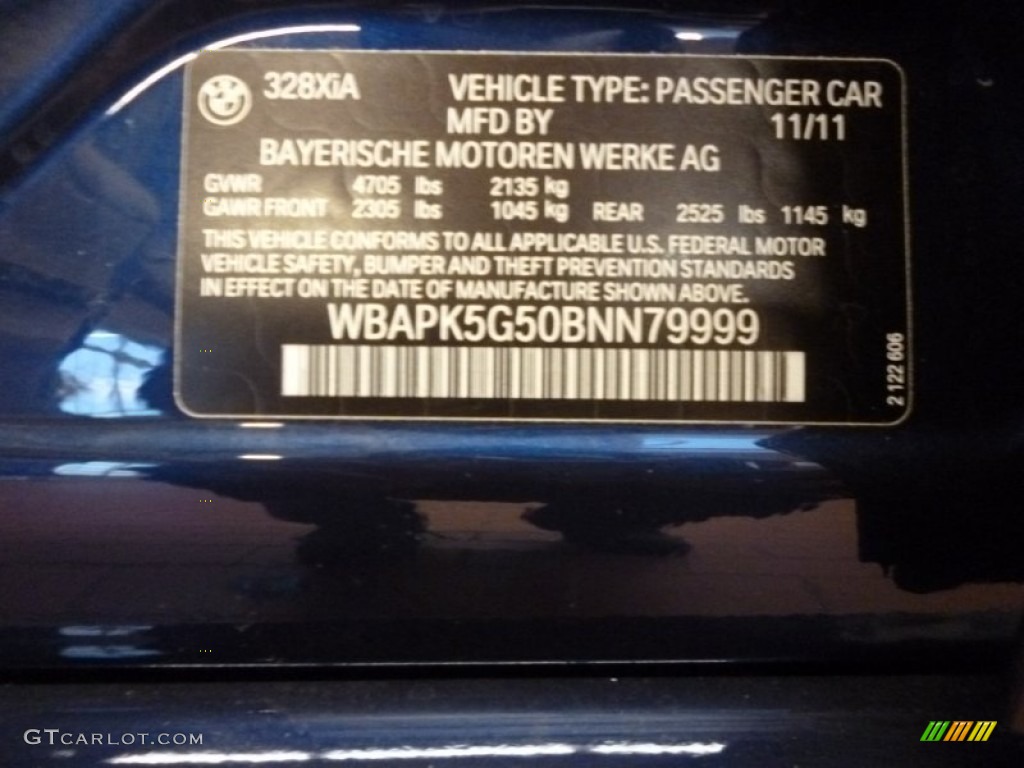 BMW
328XiA VEHICLE TYPE: PASSENGER CAR
MFD BY 11/11
BAYERISCHE MOTOREN WERKE AG
GVWR 4705 lbs 2135 kg
GAWR FRONT 2305 lbs 1045 kg REAR 2525 lbs 1145 kg
THIS VEHICLE CONFORMS TO ALL APPLICABLE U.S. FEDERAL MOTOR
VEHICLE SAFETY, BUMPER AND THEFT PREVENTION STANDARDS
IN EFFECT ON THE DATE OF MANUFACTURE SHOWN ABOVE.
WBAPK5G50BNN79999
2 122 606
GTCARLOT.COM